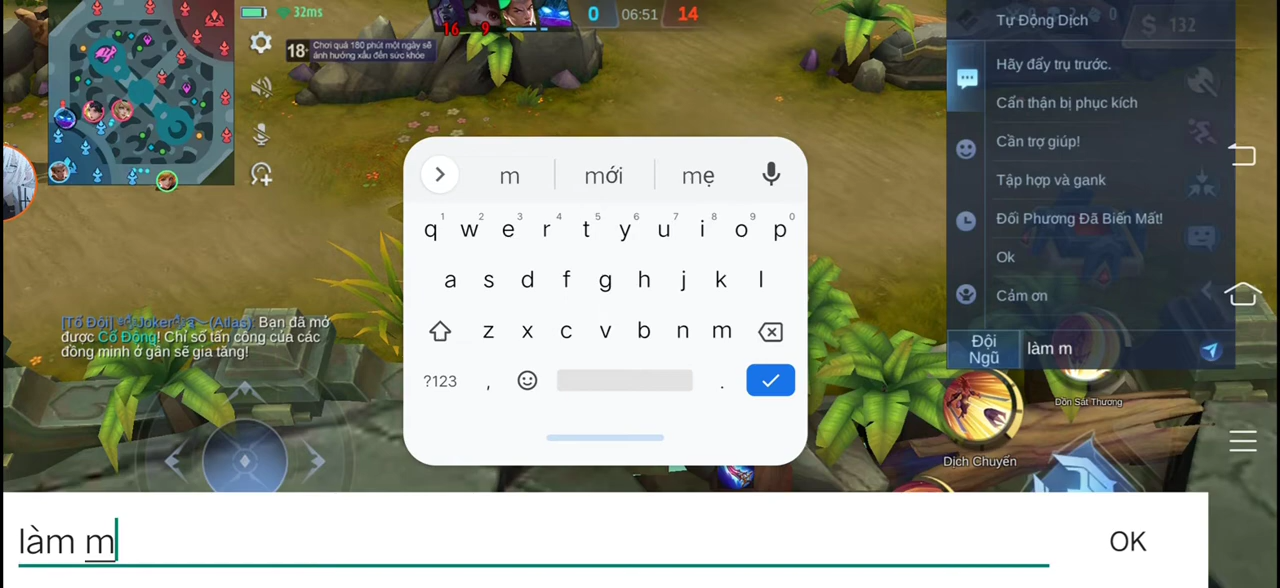 32ms
0 06:51 14
16 9
18+ Chơi quá 180 phút một ngày sẽ
ảnh hưởng xấu đến sức khỏe
$ 132
Tự Động Dịch
Hãy đẩy trụ trước.
Cẩn thận bị phục kích
Cần trợ giúp!
Tập hợp và gank
Đối Phương Đã Biến Mất!
Ok
Cảm ơn
Đội
Ngũ
làm m
m mới mẹ
1 2 3 4 5 6 7 8 9 0
q w e r t y u i o p
a s d f g h j k l
z x c v b n m
?123 , .
(Atlas): Bạn đã mở
được Cổ Đông! Chỉ số tấn công của các
đồng minh ở gần sẽ gia tăng!
Đòn Sát Thương
Dịch Chuyển
làm m
OK